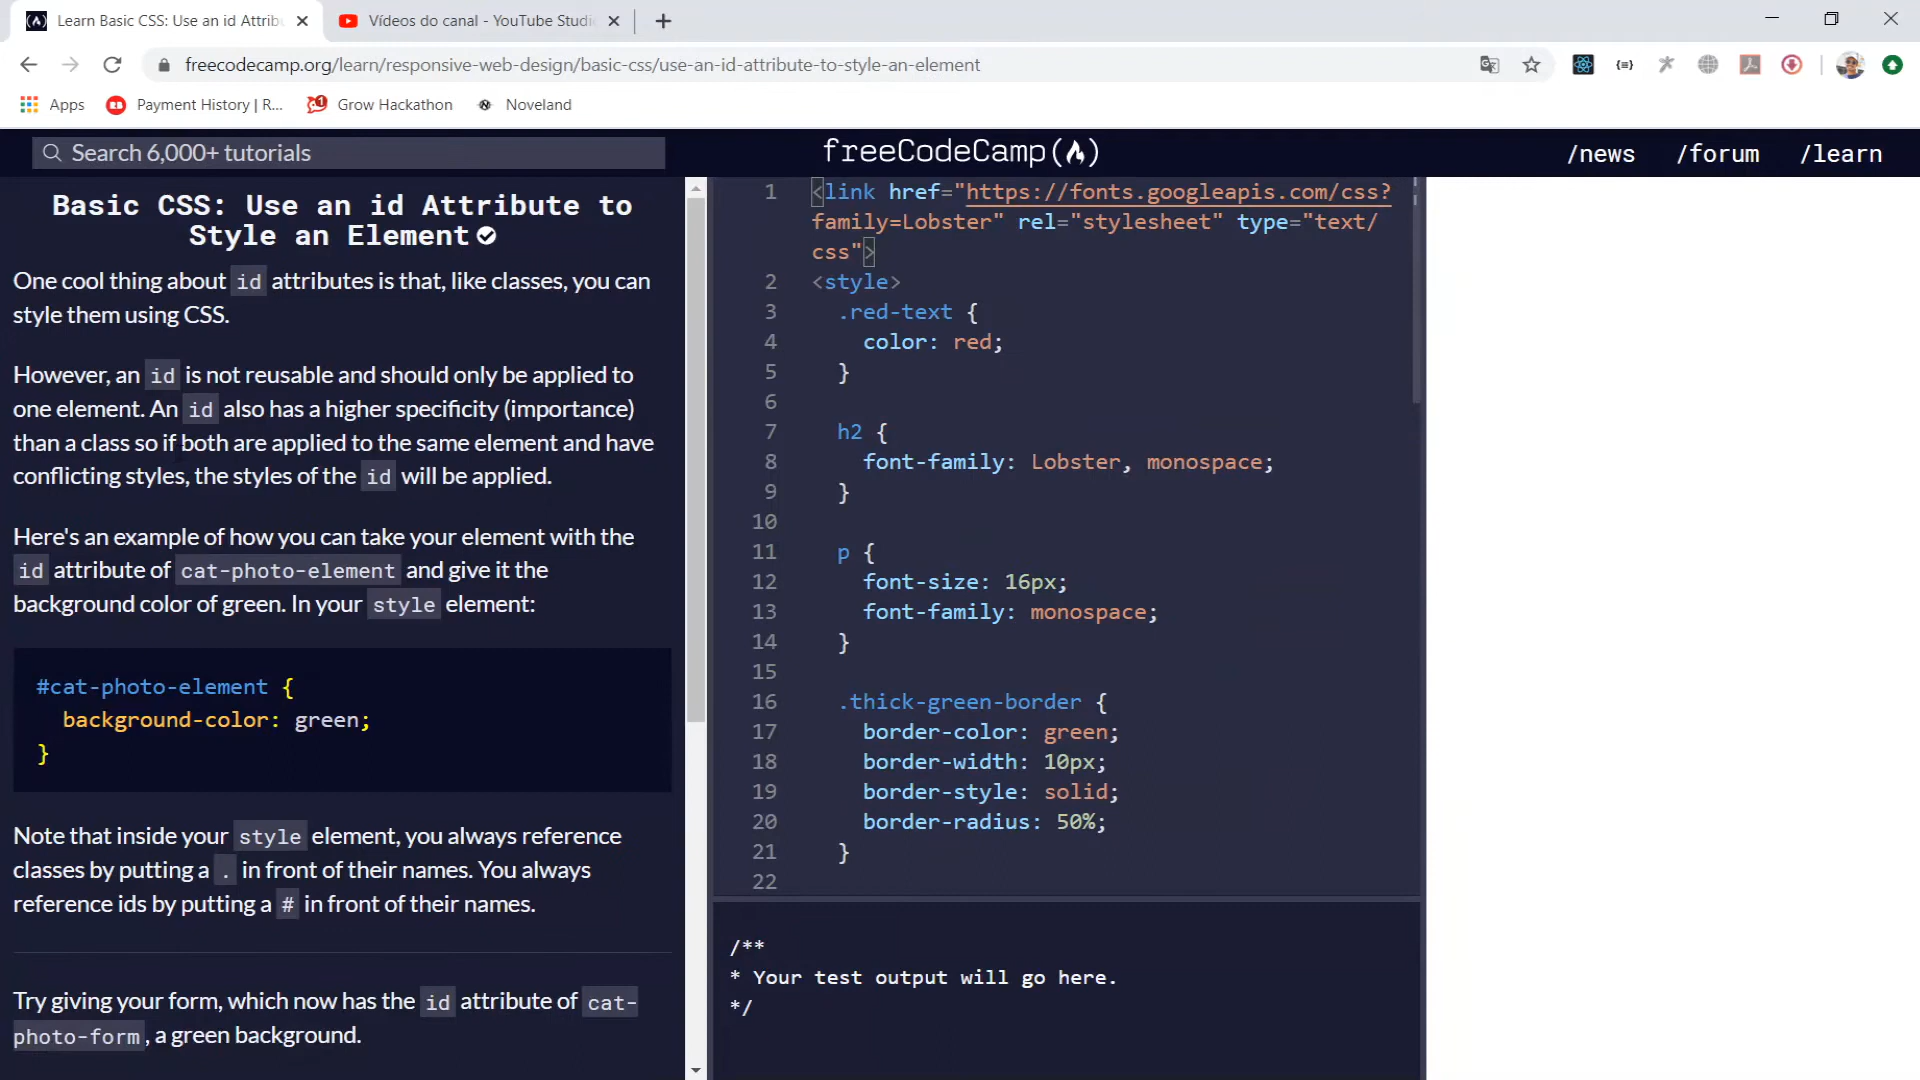 Learn Basic CSS: Use an id Attrib
Vídeos do canal - YouTube Studi
freecodecamp.org/learn/responsive-web-design/basic-css/use-an-id-attribute-to-style-an-element
Apps
Payment History | R...
Grow Hackathon
Noveland
Search 6,000+ tutorials
freeCodeCamp(🔥)
/news
/forum
/learn
Basic CSS: Use an id Attribute to
Style an Element
One cool thing about id attributes is that, like classes, you can
style them using CSS.
However, an id is not reusable and should only be applied to
one element. An id also has a higher specificity (importance)
than a class so if both are applied to the same element and have
conflicting styles, the styles of the id will be applied.
Here's an example of how you can take your element with the
id attribute of cat-photo-element and give it the
background color of green. In your style element:
#cat-photo-element {
background-color: green;
}
Note that inside your style element, you always reference
classes by putting a . in front of their names. You always
reference ids by putting a # in front of their names.
Try giving your form, which now has the id attribute of cat-
photo-form, a green background.
1 <link href="https://fonts.googleapis.com/css?
family=Lobster" rel="stylesheet" type="text/
css">
2 <style>
3 .red-text {
4 color: red;
5 }
6
7 h2 {
8 font-family: Lobster, monospace;
9 }
10
11 p {
12 font-size: 16px;
13 font-family: monospace;
14 }
15
16 .thick-green-border {
17 border-color: green;
18 border-width: 10px;
19 border-style: solid;
20 border-radius: 50%;
21 }
22
/**
* Your test output will go here.
*/